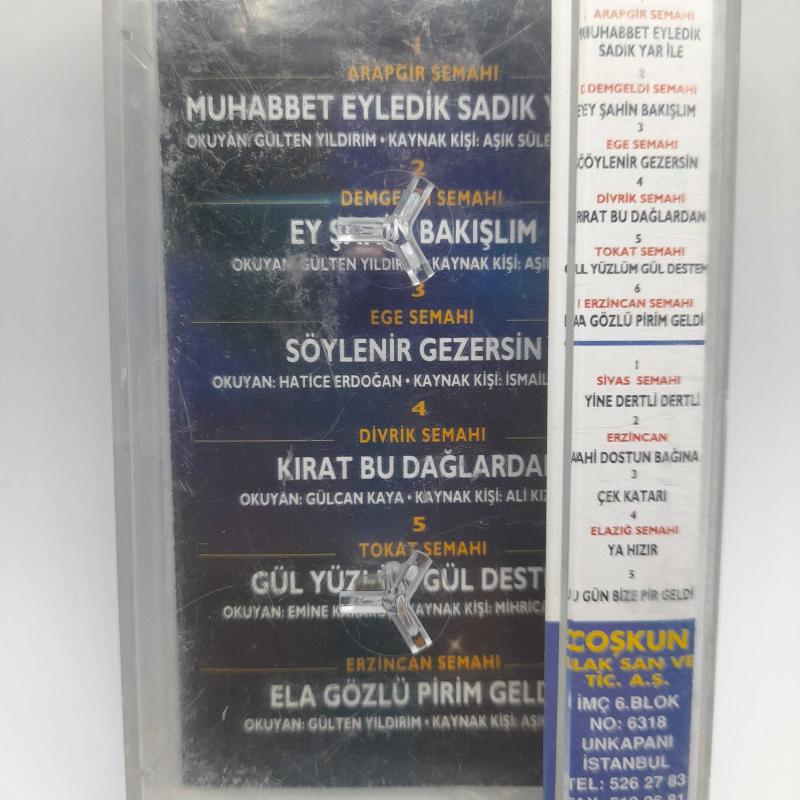 1
ARAPGİR SEMAHI
MUHABBET EYLEDİK SADIK
OKUYAN: GÜLTEN YILDIRIM • KAYNAK KİŞİ: AŞIK SÜLE
2
SEMAHI
EY BAKIŞLIM
GÜLTEN KAYNAK KİŞİ:
3
EGE SEMAHI
SÖYLENİR GEZERSİN
OKUYAN: HATİCE ERDOĞAN • KAYNAK KİŞİ: İSMAİL
4
DİVRİK SEMAHI
KIRAT BU DAĞLARDA
OKUYAN: GÜLCAN KAYA • KAYNAK KİŞİ: ALİ KIZ
5
TOKAT SEMAHI
GÜL GÜL DEST
OKUYAN: EMİNE KAYNAK KİŞİ: MİHRİCA
ERZİNCAN SEMAHI
ELA GÖZLÜ PİRİM GELD
OKUYAN: GÜLTEN YILDIRIM • KAYNAK KİŞİ:
ARAPGİR SEMAHI
MUHABBET EYLEDİK
SADIK YAR İLE
2
DEMGELDİ SEMAHI
EY ŞAHİN BAKIŞLIM
3
EGE SEMAHI
SÖYLENİR GEZERSİN
4
DİVRİK SEMAHI
KIRAT BU DAĞLARDAN
5
TOKAT SEMAHI
YÜZLÜM GÜL DESTEM
6
ERZİNCAN SEMAHI
GÖZLÜ PİRİM GELDİ
1
SİVAS SEMAHI
YİNE DERTLİ DERTLİ
2
ERZİNCAN
DOSTUN BAĞINA
3
ÇEK KATARI
4
ELAZIĞ SEMAHI
YA HIZIR
5
GÜN BİZE PİR GELDİ
COŞKUN
SAN VE
TİC. A.Ş.
İMÇ 6.BLOK
NO: 6318
UNKAPANI
İSTANBUL
TEL: 526 27 83